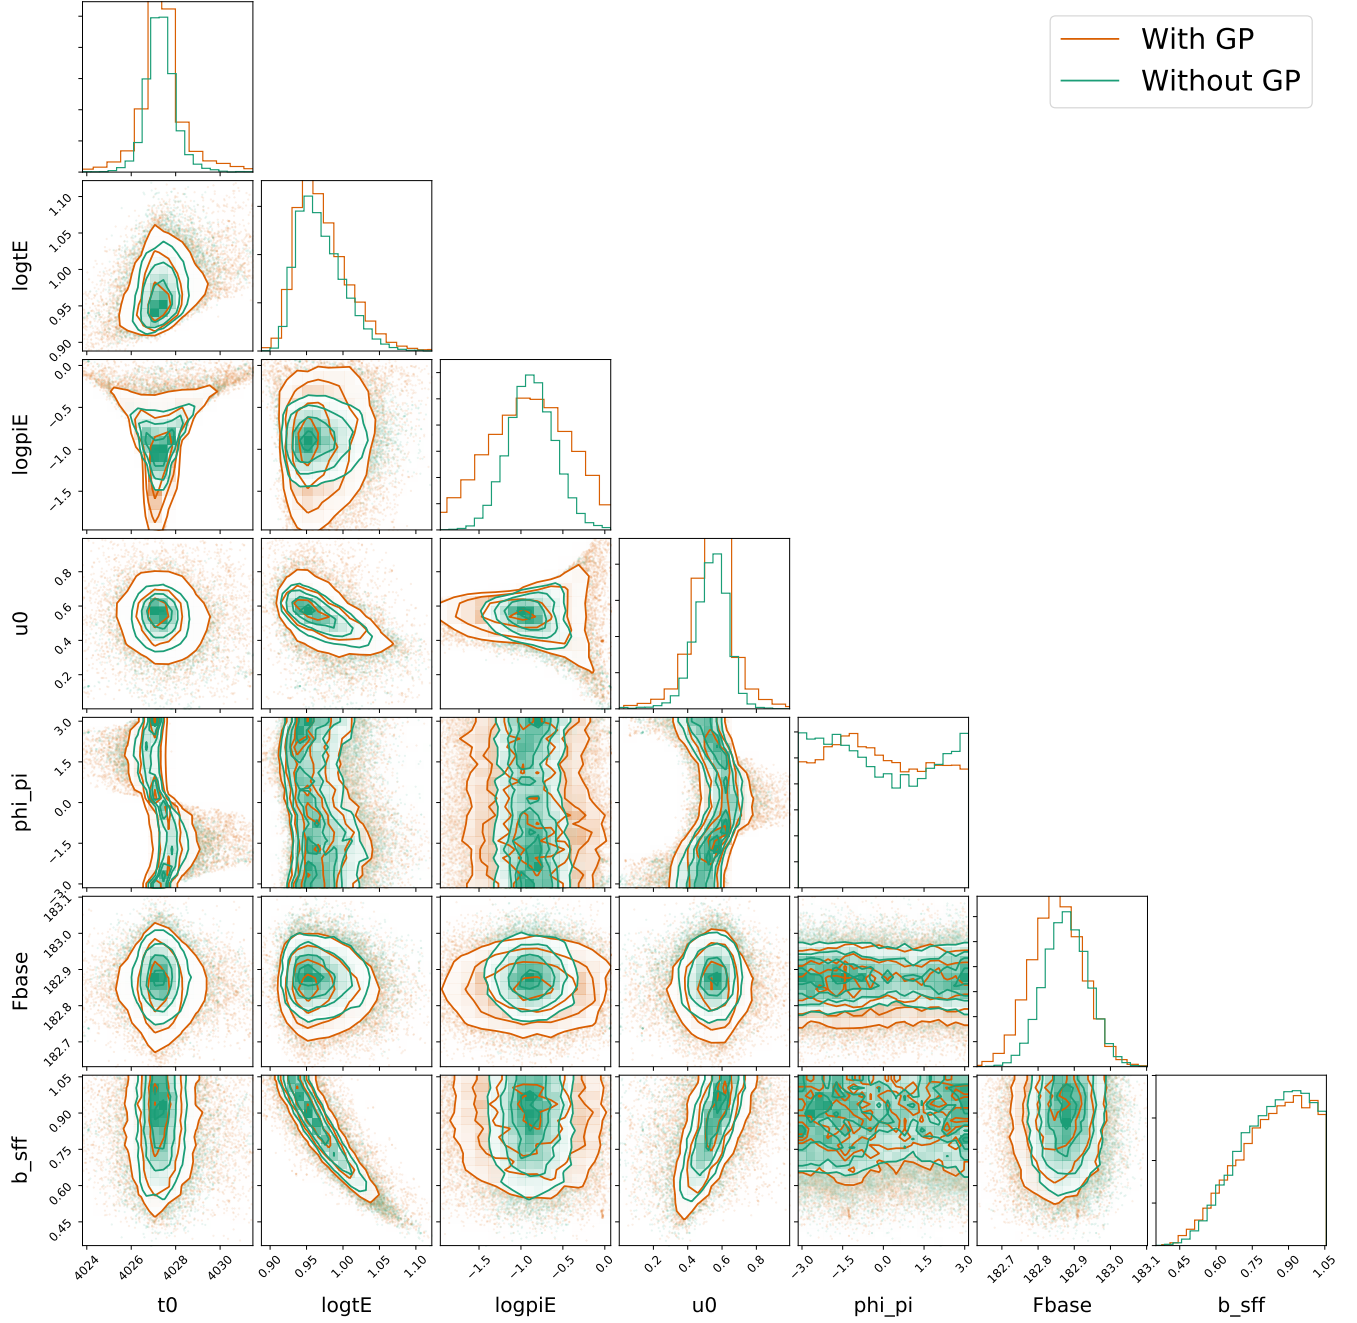 With GP
Without GP
1.10
1.05
1.00
0.95
0.90
logtE
0.0
−0.5
−1.0
−1.5
logpiE
0.8
0.6
0.4
0.2
u0
3.0
1.5
0.0
−1.5
−3.0
phi_pi
183.1
183.0
182.9
182.8
182.7
Fbase
1.05
0.90
0.75
0.60
0.45
b_sff
4024 4026 4028 4030
0.90 0.95 1.00 1.05 1.10
−1.5 −1.0 −0.5 0.0
0.2 0.4 0.6 0.8
−3.0 −1.5 0.0 1.5 3.0
182.7 182.8 182.9 183.0 183.1
0.45 0.60 0.75 0.90 1.05
t0 logtE logpiE u0 phi_pi Fbase b_sff